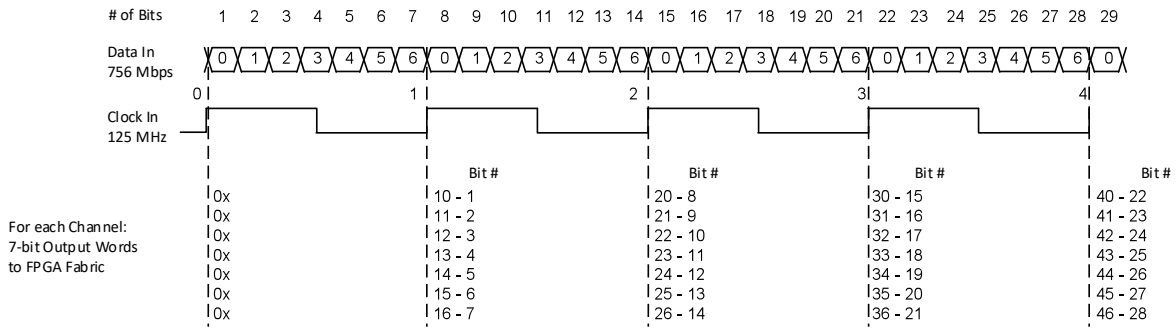 # of Bits 1 2 3 4 5 6 7 8 9 10 11 12 13 14 15 16 17 18 19 20 21 22 23 24 25 26 27 28 29
Data In
756 Mbps
0 1 2 3 4 5 6 0 1 2 3 4 5 6 0 1 2 3 4 5 6 0 1 2 3 4 5 6 0
0 1 2 3 4
Clock In
125 MHz
Bit # Bit # Bit # Bit #
0x 10 - 1 20 - 8 30 - 15 40 - 22
0x 11 - 2 21 - 9 31 - 16 41 - 23
0x 12 - 3 22 - 10 32 - 17 42 - 24
0x 13 - 4 23 - 11 33 - 18 43 - 25
0x 14 - 5 24 - 12 34 - 19 44 - 26
0x 15 - 6 25 - 13 35 - 20 45 - 27
0x 16 - 7 26 - 14 36 - 21 46 - 28
For each Channel:
7-bit Output Words
to FPGA Fabric